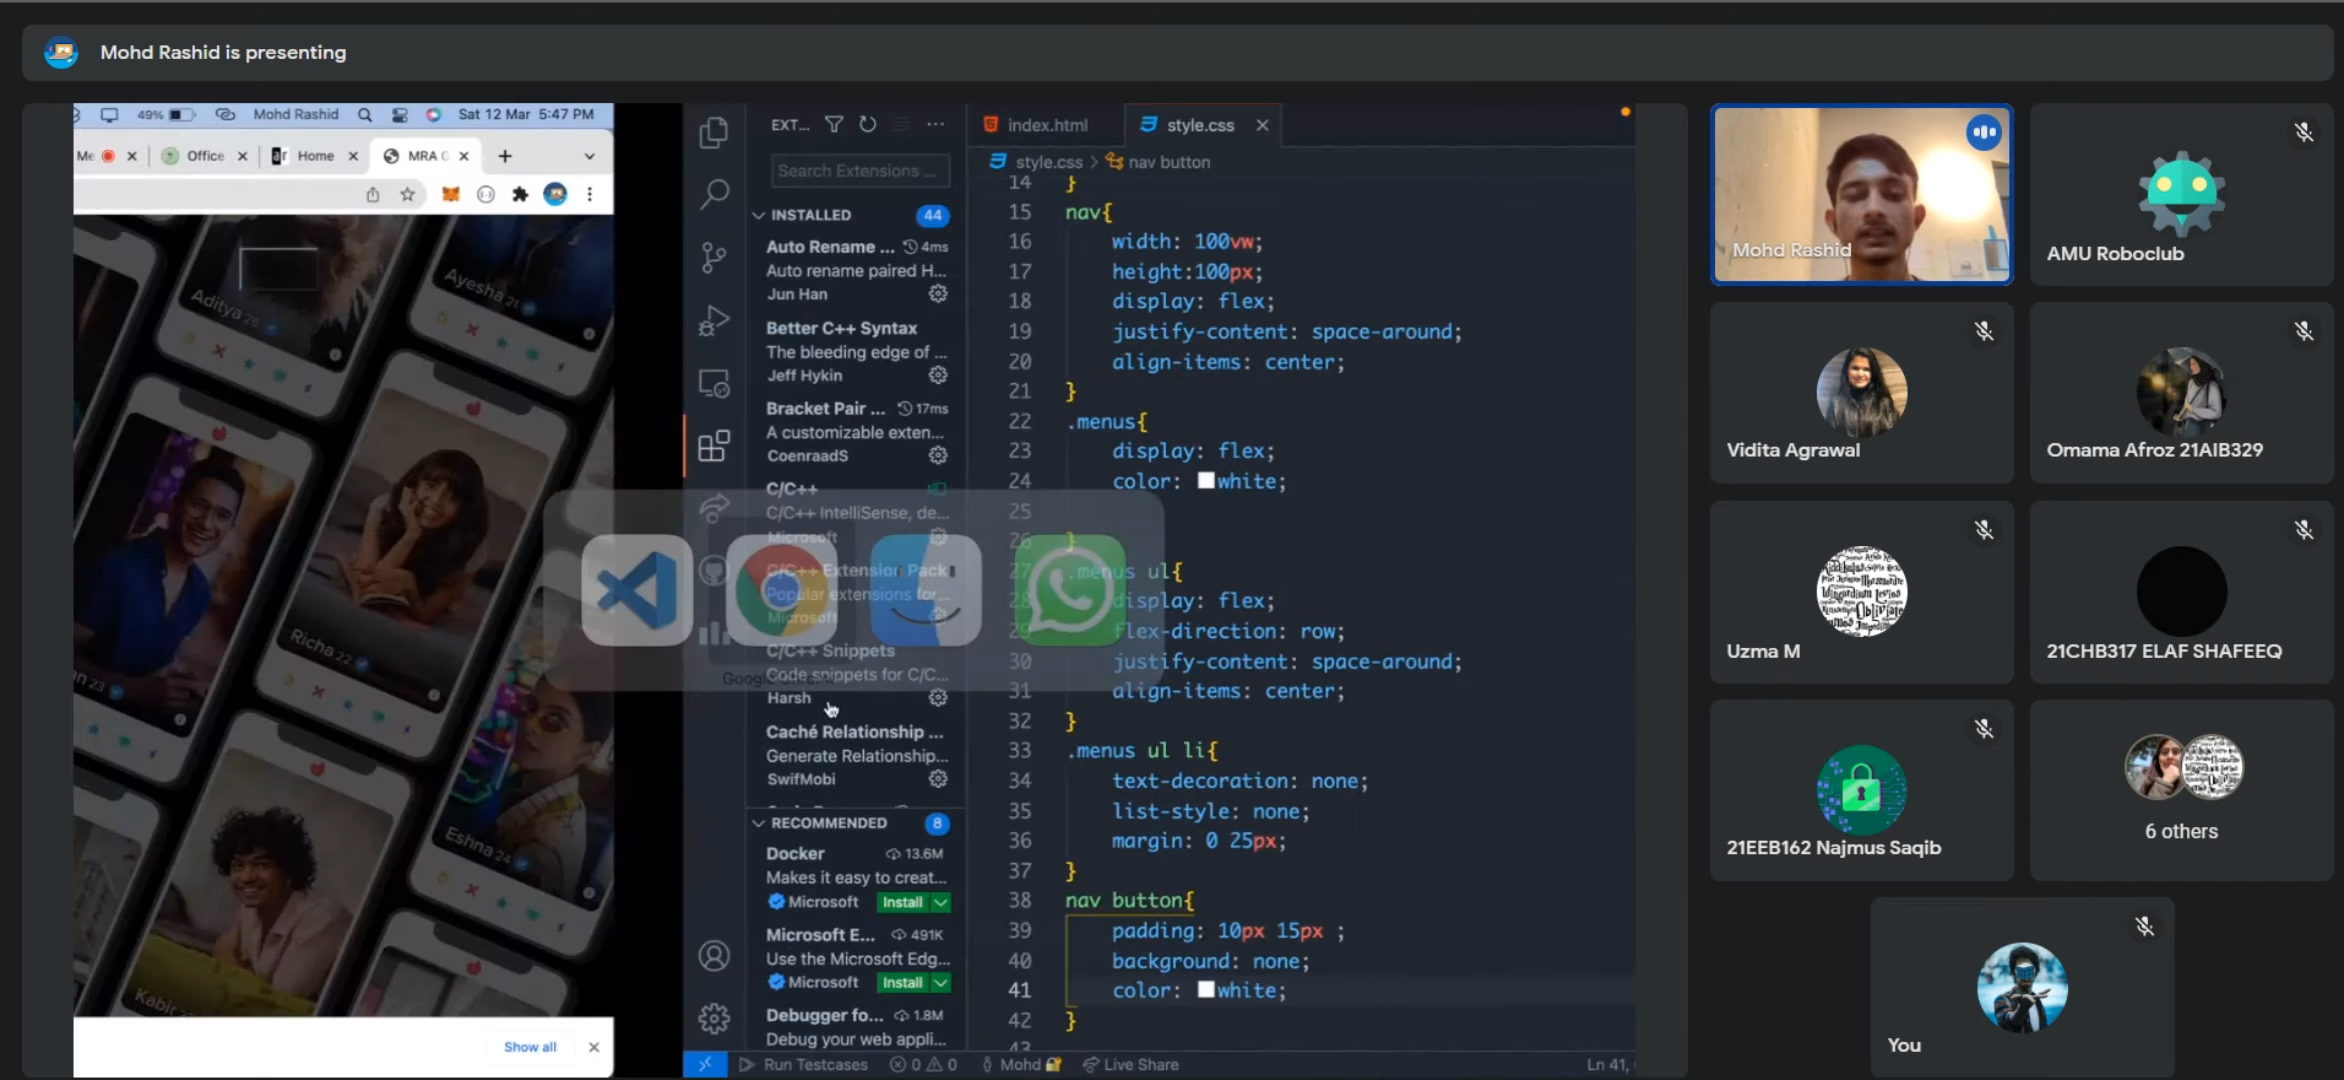 Mohd Rashid is presenting
49% Mohd Rashid Sat 12 Mar 5:47 PM
Me Office Home MRA
Aditya 26
Ayesha 21
Richa 22
23
Eshna 24
Kabir
Show all
EXT...
Search Extensions ...
INSTALLED 44
Auto Rename ... 4ms
Auto rename paired H...
Jun Han
Better C++ Syntax
The bleeding edge of ...
Jeff Hykin
Bracket Pair ... 17ms
A customizable exten...
CoenraadS
C/C++
C/C++ IntelliSense, de...
Microsoft
C/C++ Extension Pack
Popular extensions for...
Microsoft
C/C++ Snippets
Code snippets for C/C...
Harsh
Caché Relationship ...
Generate Relationship...
SwifMobi
RECOMMENDED 8
Docker 13.6M
Makes it easy to creat...
Microsoft Install
Microsoft E... 491K
Use the Microsoft Edg...
Microsoft Install
Debugger fo... 1.8M
Debug your web appli...
index.html style.css
style.css > nav button
14 }
15 nav{
16 width: 100vw;
17 height:100px;
18 display: flex;
19 justify-content: space-around;
20 align-items: center;
21 }
22 .menus{
23 display: flex;
24 color: white;
25
26 }
27 .menus ul{
28 display: flex;
29 flex-direction: row;
30 justify-content: space-around;
31 align-items: center;
32 }
33 .menus ul li{
34 text-decoration: none;
35 list-style: none;
36 margin: 0 25px;
37 }
38 nav button{
39 padding: 10px 15px ;
40 background: none;
41 color: white;
42 }
43
Run Testcases 0 0 Mohd Live Share Ln 41,
Mohd Rashid
AMU Roboclub
Vidita Agrawal
Omama Afroz 21AIB329
Uzma M
21CHB317 ELAF SHAFEEQ
21EEB162 Najmus Saqib
6 others
You